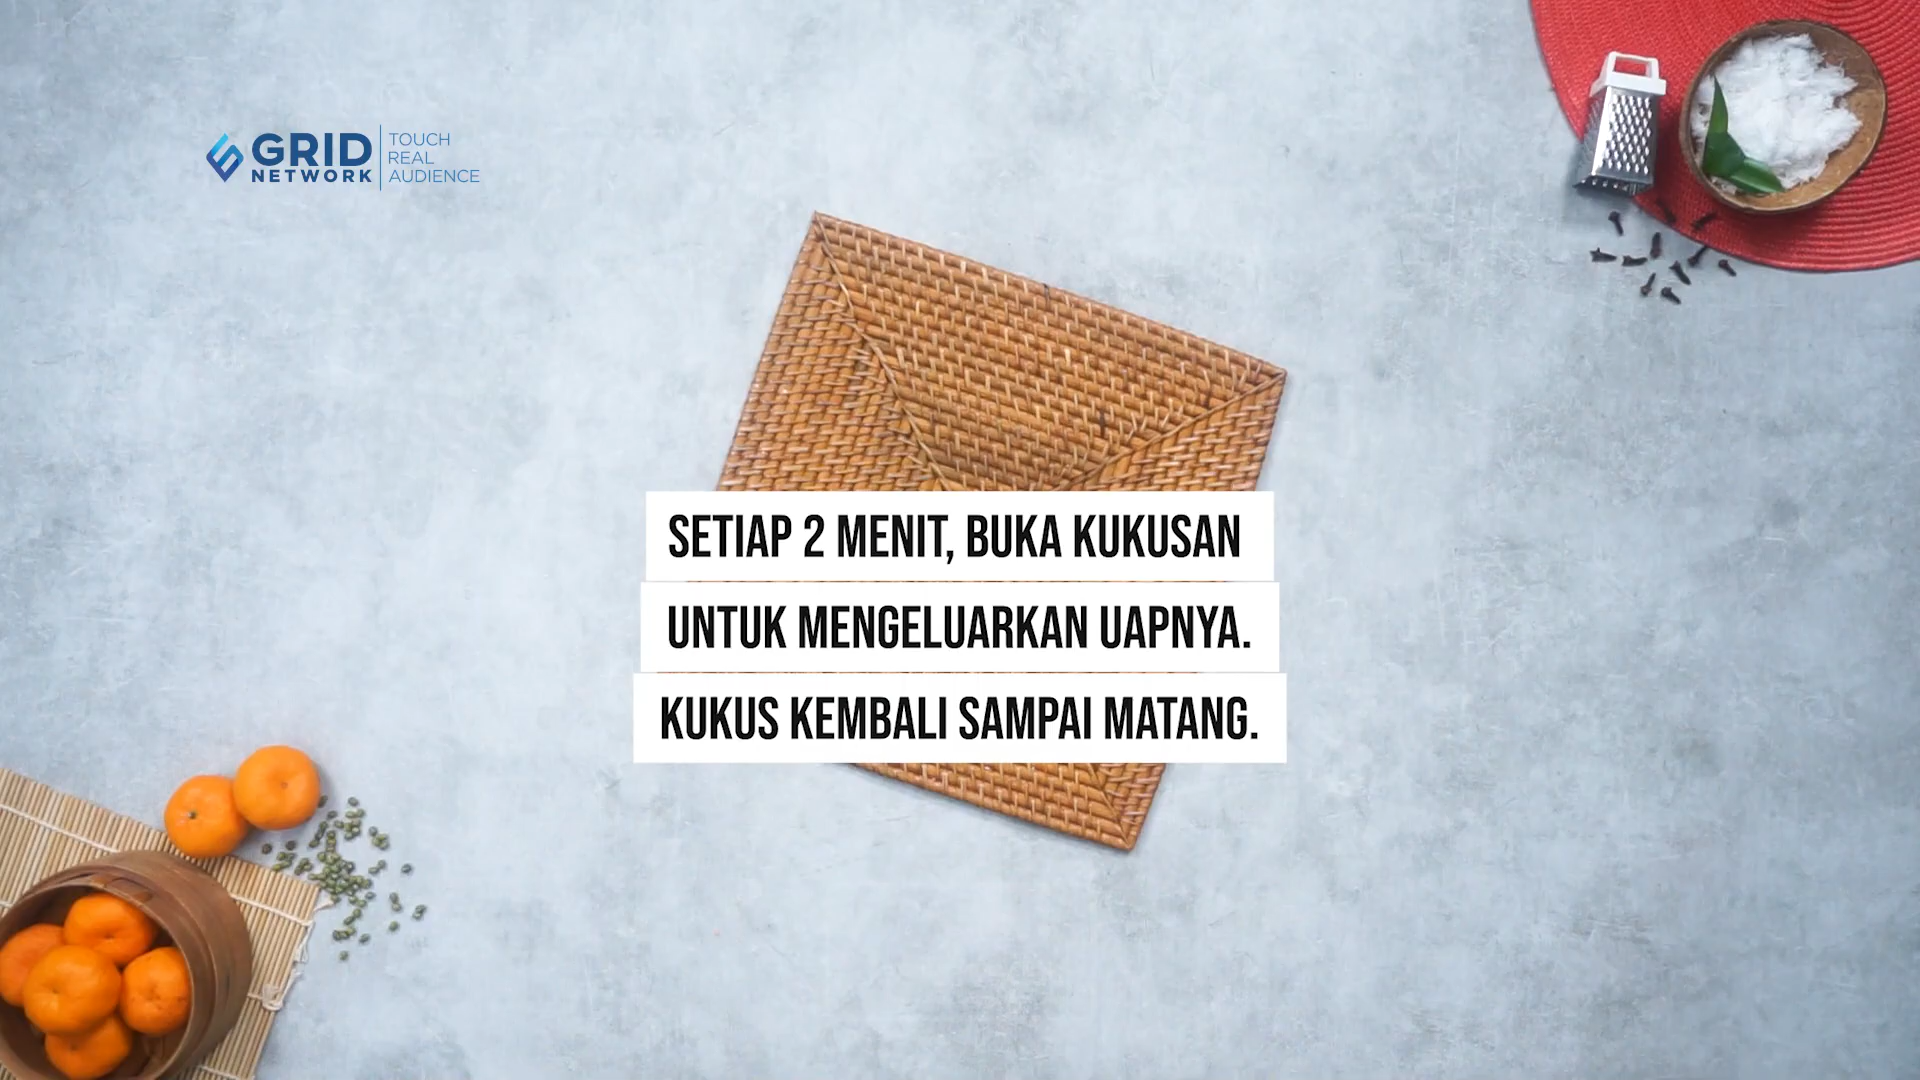 GRID
NETWORK
TOUCH
REAL
AUDIENCE
SETIAP 2 MENIT, BUKA KUKUSAN
UNTUK MENGELUARKAN UAPNYA.
KUKUS KEMBALI SAMPAI MATANG.